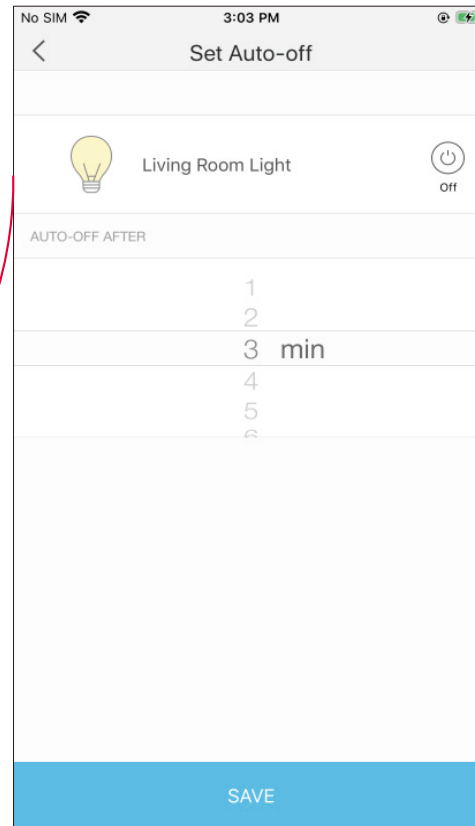 No SIM 3:03 PM
Set Auto-off
Living Room Light
Off
AUTO-OFF AFTER
1
2
3 min
4
5
6
SAVE